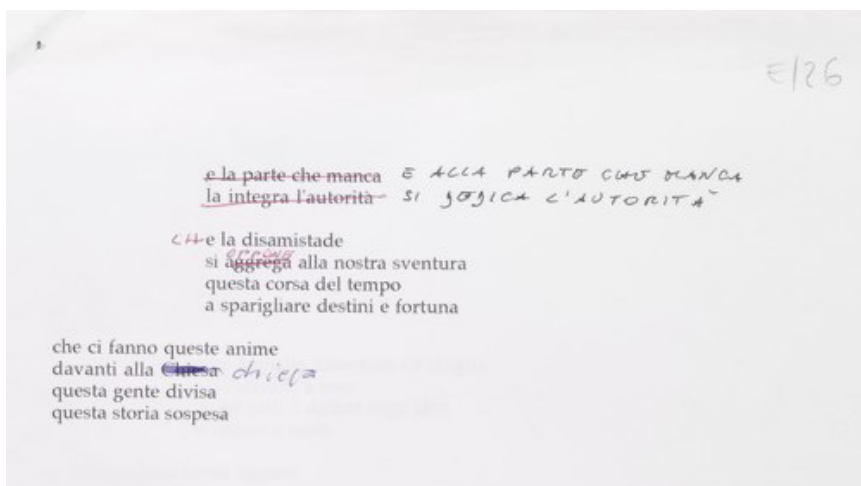 E/26
e la parte che manca E ALLA PARTE CHE MANCA
la integra l'autorità SI DEDICA L'AUTORITÀ
CHe la disamistade
OPPONE
si aggrega alla nostra sventura
questa corsa del tempo
a sparigliare destini e fortuna
che ci fanno queste anime
davanti alla Chiesa chiesa
questa gente divisa
questa storia sospesa